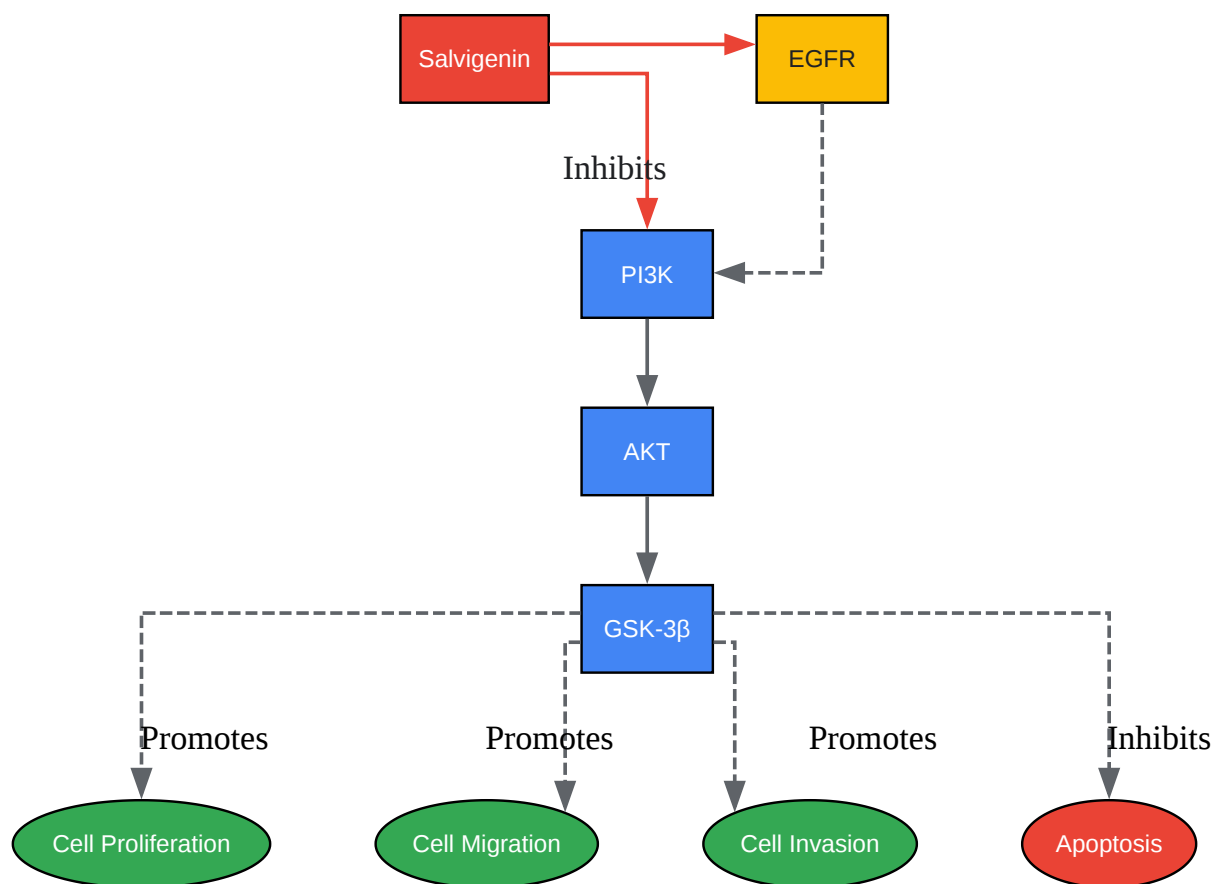 Salvigenin
EGFR
Inhibits
PI3K
AKT
GSK-3β
Promotes
Promotes
Promotes
Inhibits
Cell Proliferation
Cell Migration
Cell Invasion
Apoptosis